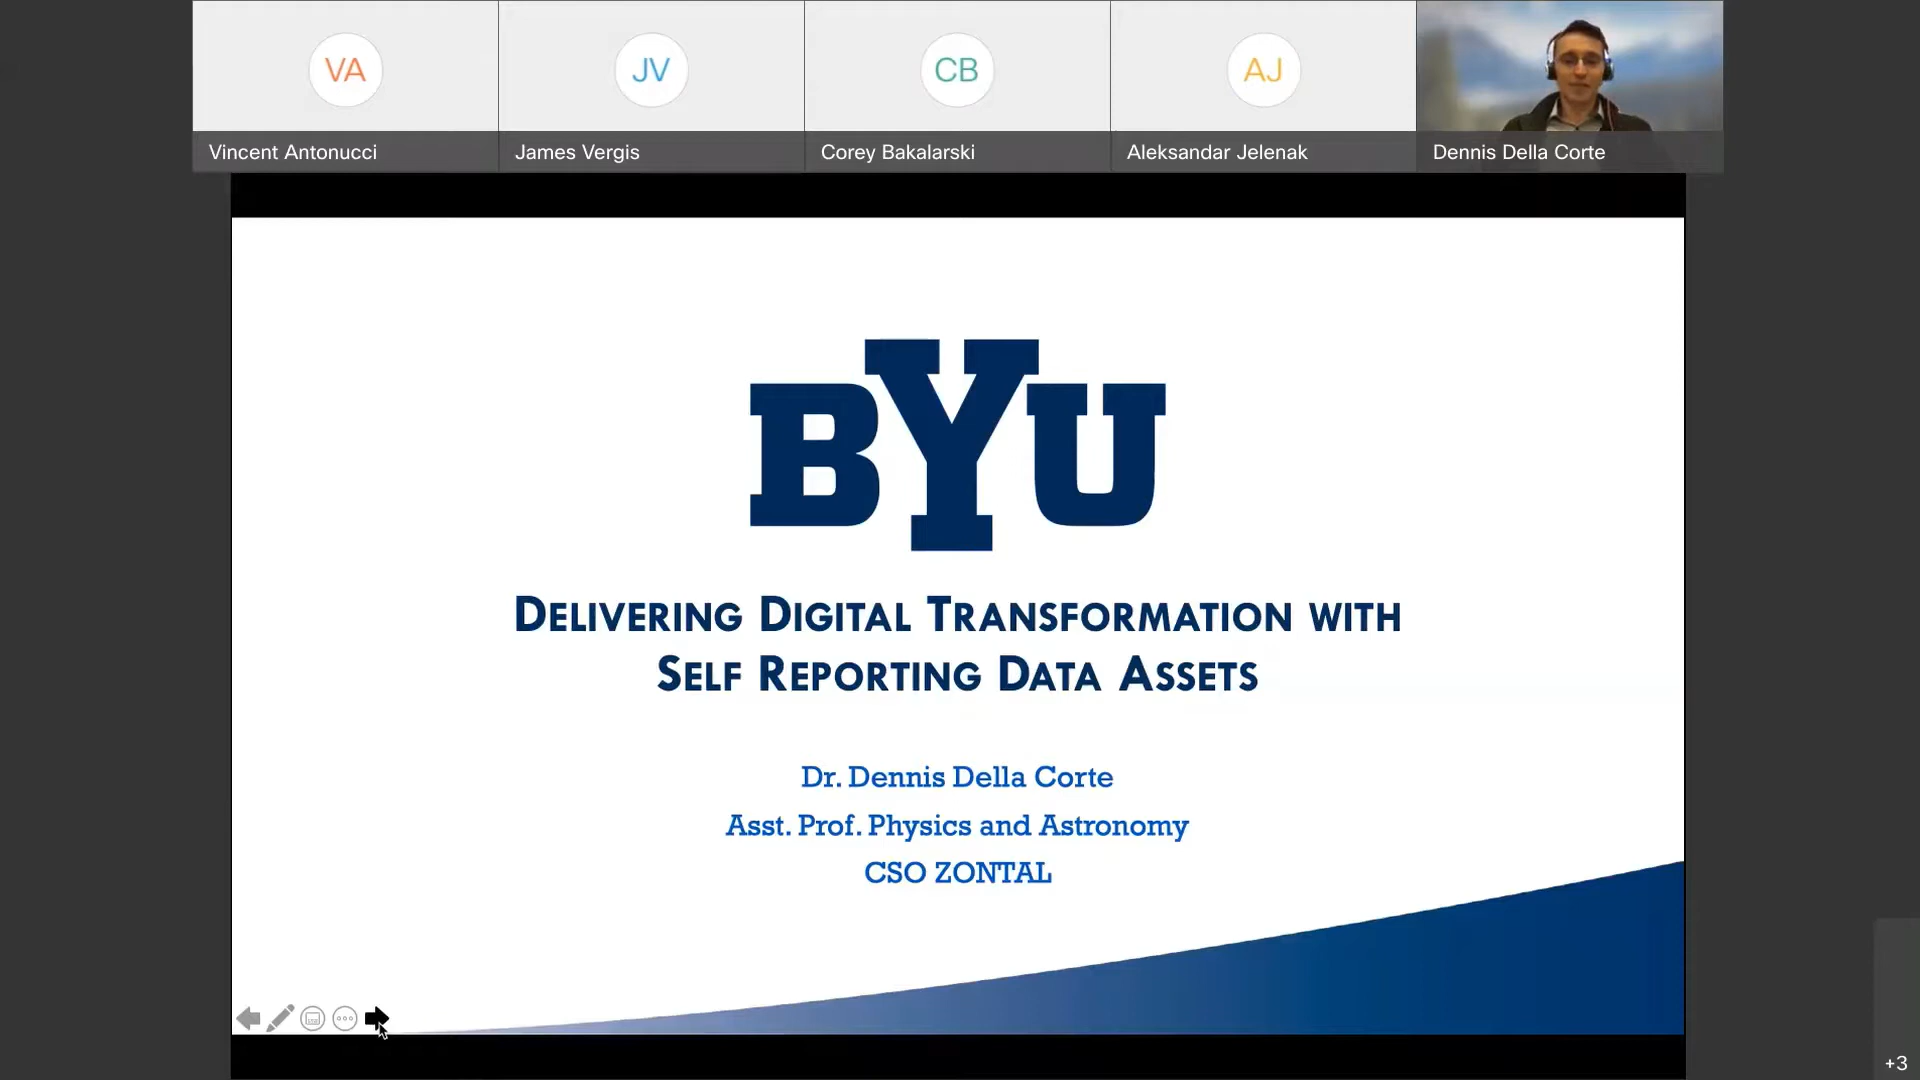 VA
JV
CB
AJ
Vincent Antonucci
James Vergis
Corey Bakalarski
Aleksandar Jelenak
Dennis Della Corte
BYU
DELIVERING DIGITAL TRANSFORMATION WITH
SELF REPORTING DATA ASSETS
Dr. Dennis Della Corte
Asst. Prof. Physics and Astronomy
CSO ZONTAL
+3